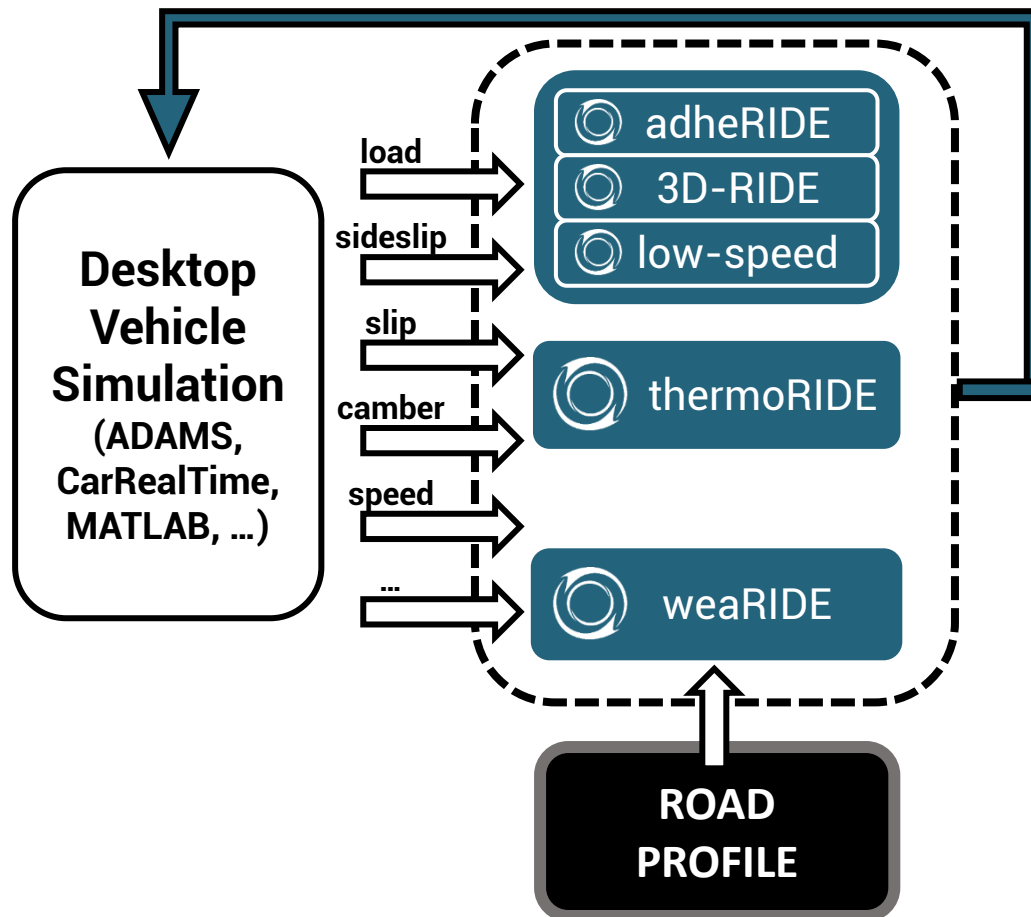 Desktop
Vehicle
Simulation
(ADAMS,
CarRealTime,
MATLAB, ...)
load
sideslip
slip
camber
speed
...
adheRIDE
3D-RIDE
low-speed
thermoRIDE
weaRIDE
ROAD
PROFILE